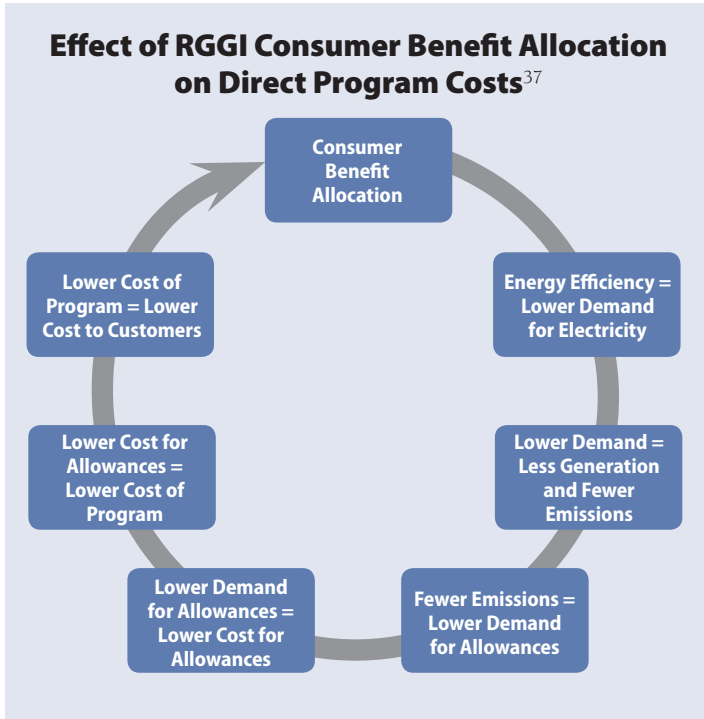 Effect of RGGI Consumer Benefit Allocation
on Direct Program Costs37
Consumer
Benefit
Allocation
Energy Efficiency =
Lower Demand
for Electricity
Lower Demand =
Less Generation
and Fewer
Emissions
Fewer Emissions =
Lower Demand
for Allowances
Lower Demand
for Allowances =
Lower Cost for
Allowances
Lower Cost for
Allowances =
Lower Cost of
Program
Lower Cost of
Program = Lower
Cost to Customers